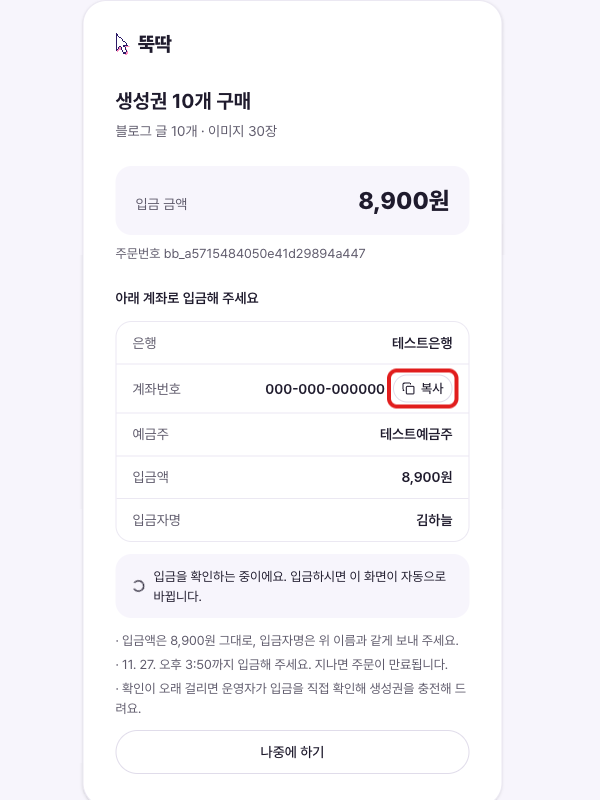 뚝딱
생성권 10개 구매
블로그 글 10개 · 이미지 30장
입금 금액 8,900원
주문번호 bb_a5715484050e41d29894a447
아래 계좌로 입금해 주세요
은행 테스트은행
계좌번호 000-000-000000 복사
예금주 테스트예금주
입금액 8,900원
입금자명 김하늘
입금을 확인하는 중이에요. 입금하시면 이 화면이 자동으로
바뀝니다.
· 입금액은 8,900원 그대로, 입금자명은 위 이름과 같게 보내 주세요.
· 11. 27. 오후 3:50까지 입금해 주세요. 지나면 주문이 만료됩니다.
· 확인이 오래 걸리면 운영자가 입금을 직접 확인해 생성권을 충전해 드
려요.
나중에 하기